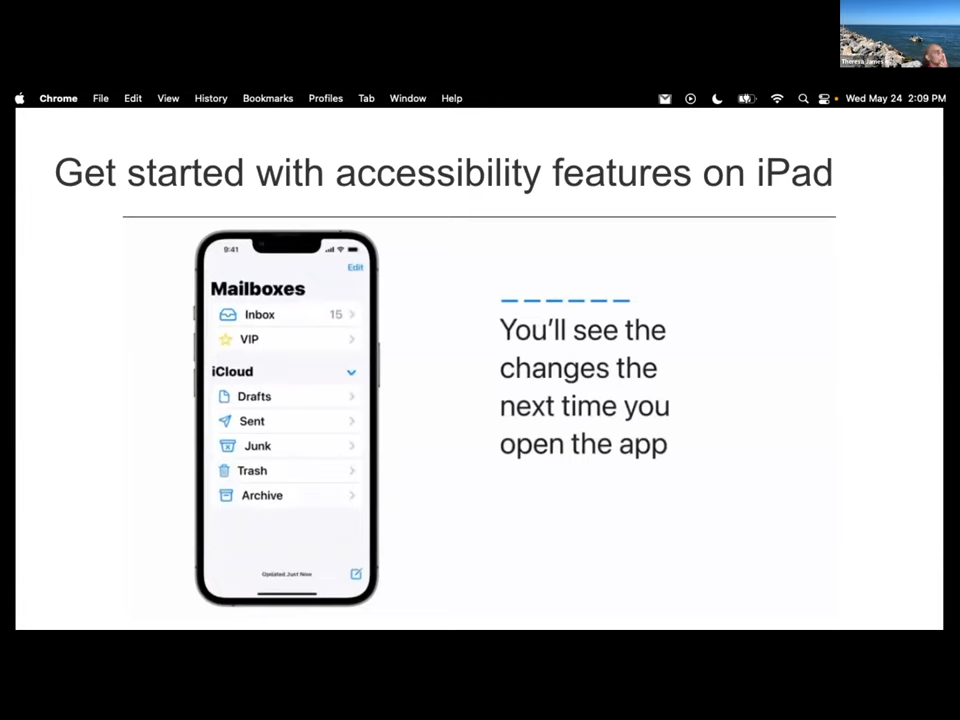 Theresa James
Chrome File Edit View History Bookmarks Profiles Tab Window Help Wed May 24 2:09 PM
Get started with accessibility features on iPad
9:41
Edit
Mailboxes
Inbox 15
VIP
iCloud
Drafts
Sent
Junk
Trash
Archive
Updated Just Now
You'll see the
changes the
next time you
open the app